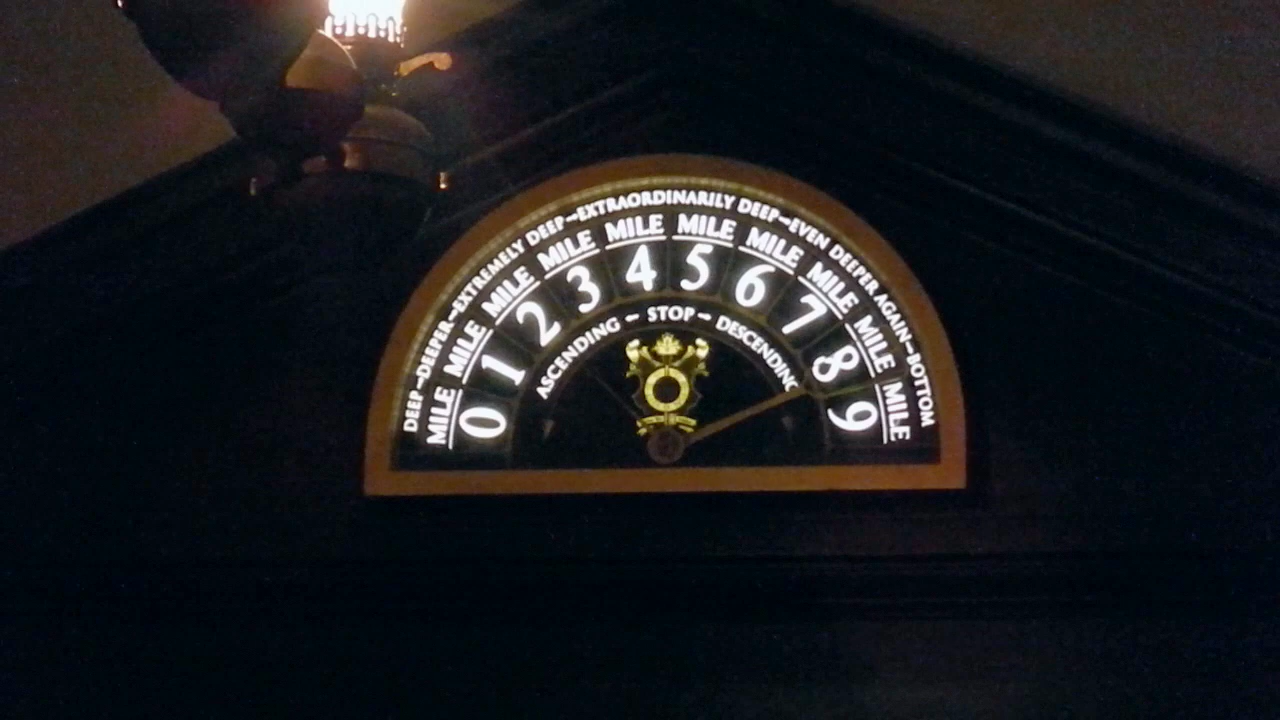 DEEP–DEEPER–EXTREMELY DEEP–EXTRAORDINARILY DEEP–EVEN DEEPER AGAIN–BOTTOM
MILE MILE MILE MILE MILE MILE MILE MILE MILE MILE
0 1 2 3 4 5 6 7 8 9
ASCENDING – STOP – DESCENDING